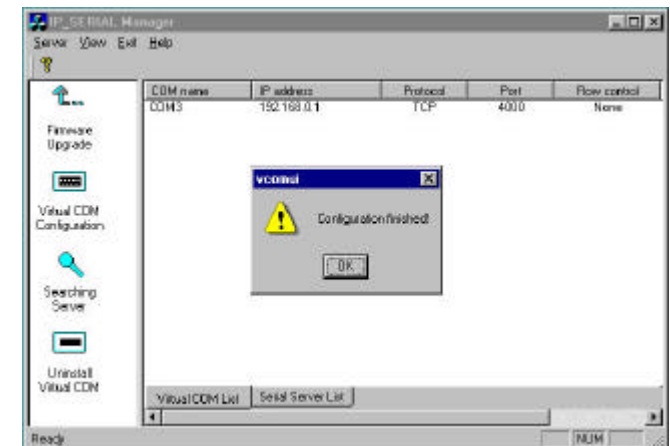 IP_SERIAL Manager
Server View Exit Help
COM name IP address Protocol Port Flow control
COM3 192.168.0.1 TCP 4000 None
Firmware
Upgrade
Virtual COM
Configuration
Searching
Server
Uninstall
Virtual COM
vcomui
Configuration finished!
OK
Virtual COM List Serial Server List
Ready NUM